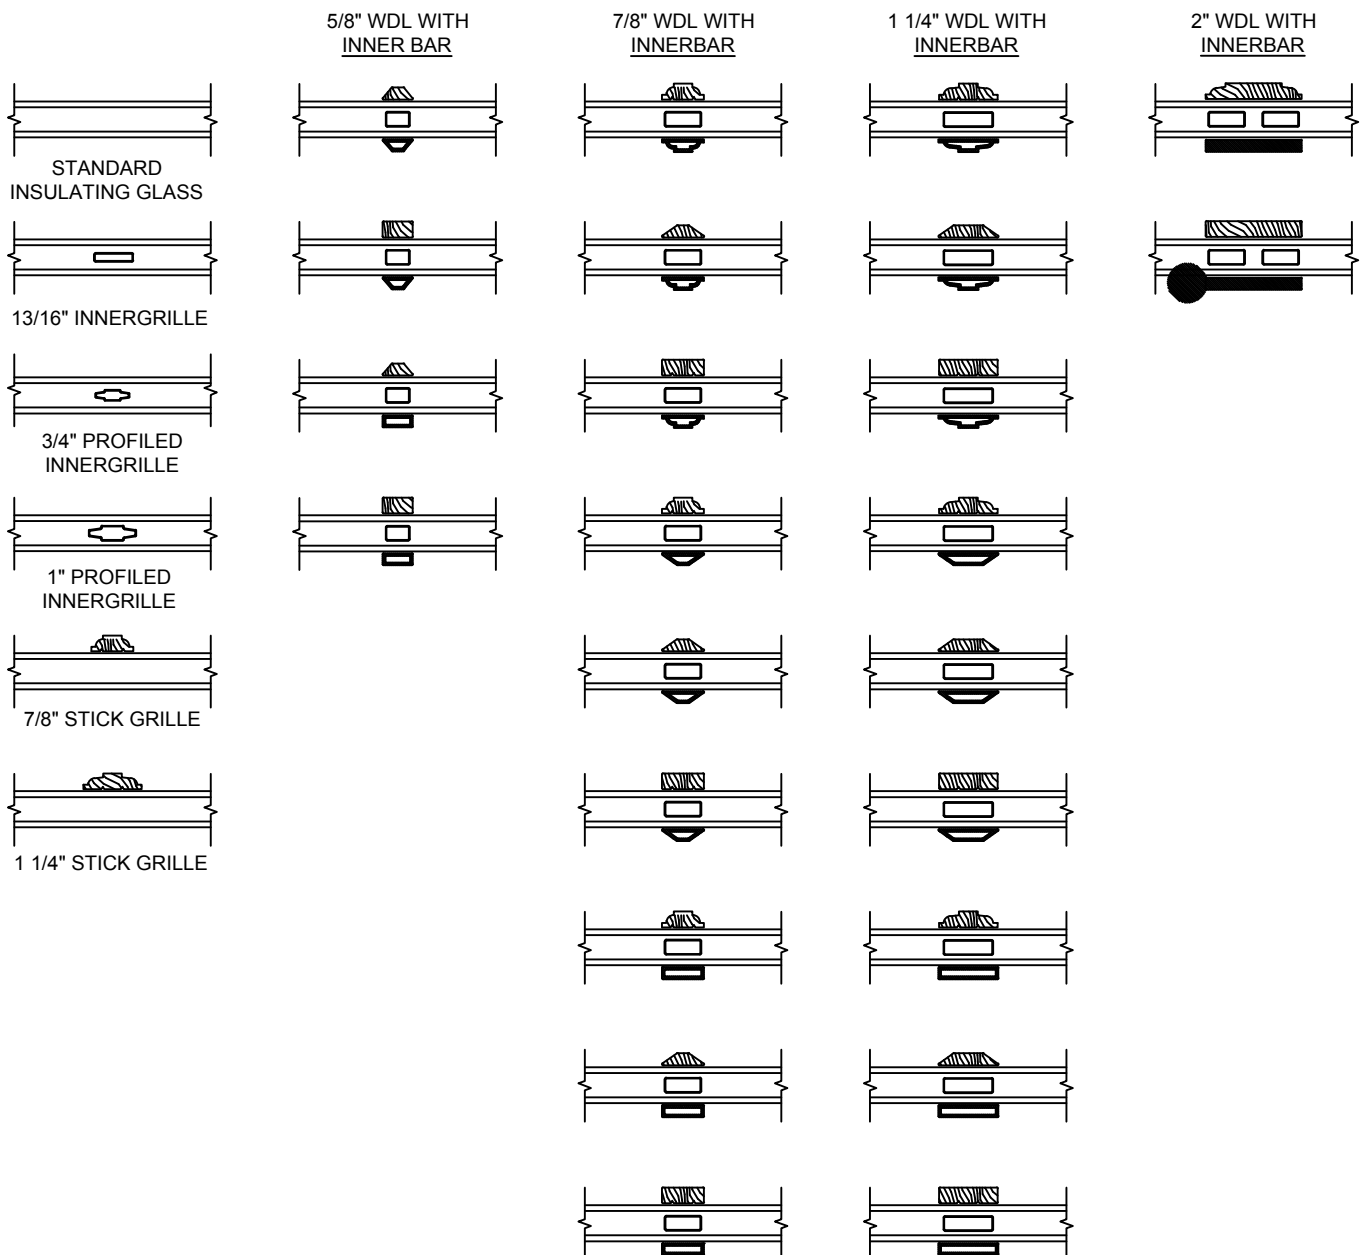 5/8" WDL WITH
INNER BAR
7/8" WDL WITH
INNERBAR
1 1/4" WDL WITH
INNERBAR
2" WDL WITH
INNERBAR
STANDARD
INSULATING GLASS
13/16" INNERGRILLE
3/4" PROFILED
INNERGRILLE
1" PROFILED
INNERGRILLE
7/8" STICK GRILLE
1 1/4" STICK GRILLE